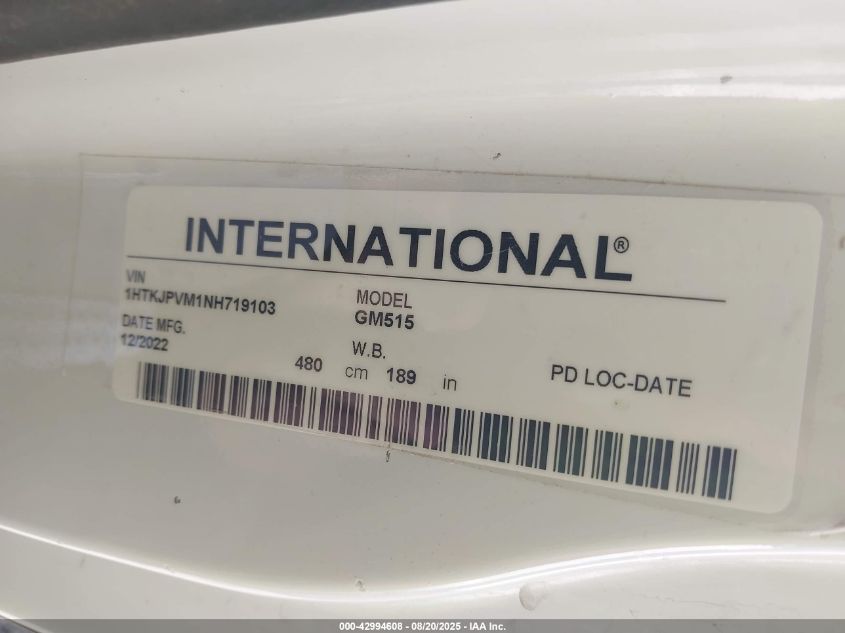 INTERNATIONAL®
VIN
1HTKJPVM1NH719103
MODEL
GM515
DATE MFG.
12/2022
W.B.
480 cm 189 in
PD LOC-DATE
000-42994608 - 08/20/2025 - IAA Inc.